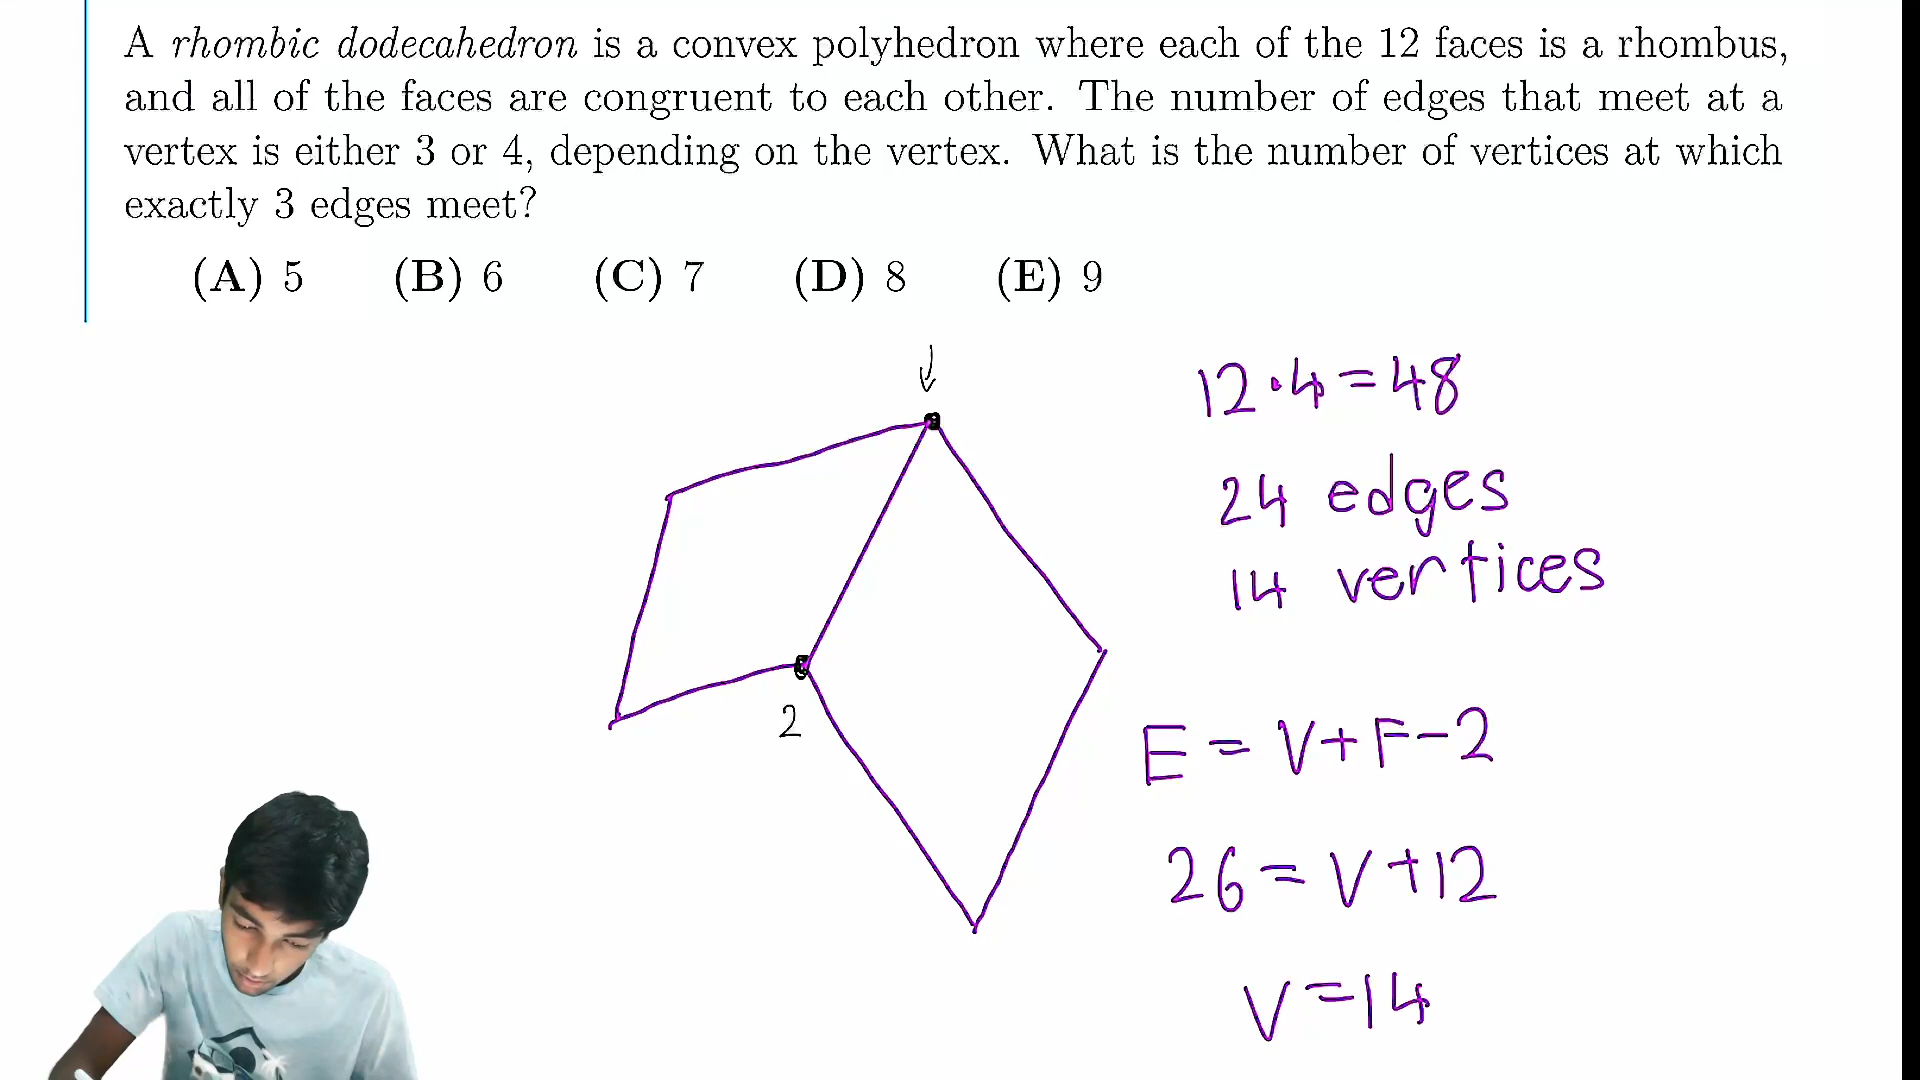 A rhombic dodecahedron is a convex polyhedron where each of the 12 faces is a rhombus,
and all of the faces are congruent to each other. The number of edges that meet at a
vertex is either 3 or 4, depending on the vertex. What is the number of vertices at which
exactly 3 edges meet?
(A) 5 (B) 6 (C) 7 (D) 8 (E) 9
12·4=48
24 edges
14 vertices
2
E = V+F-2
26 = V+12
V=14